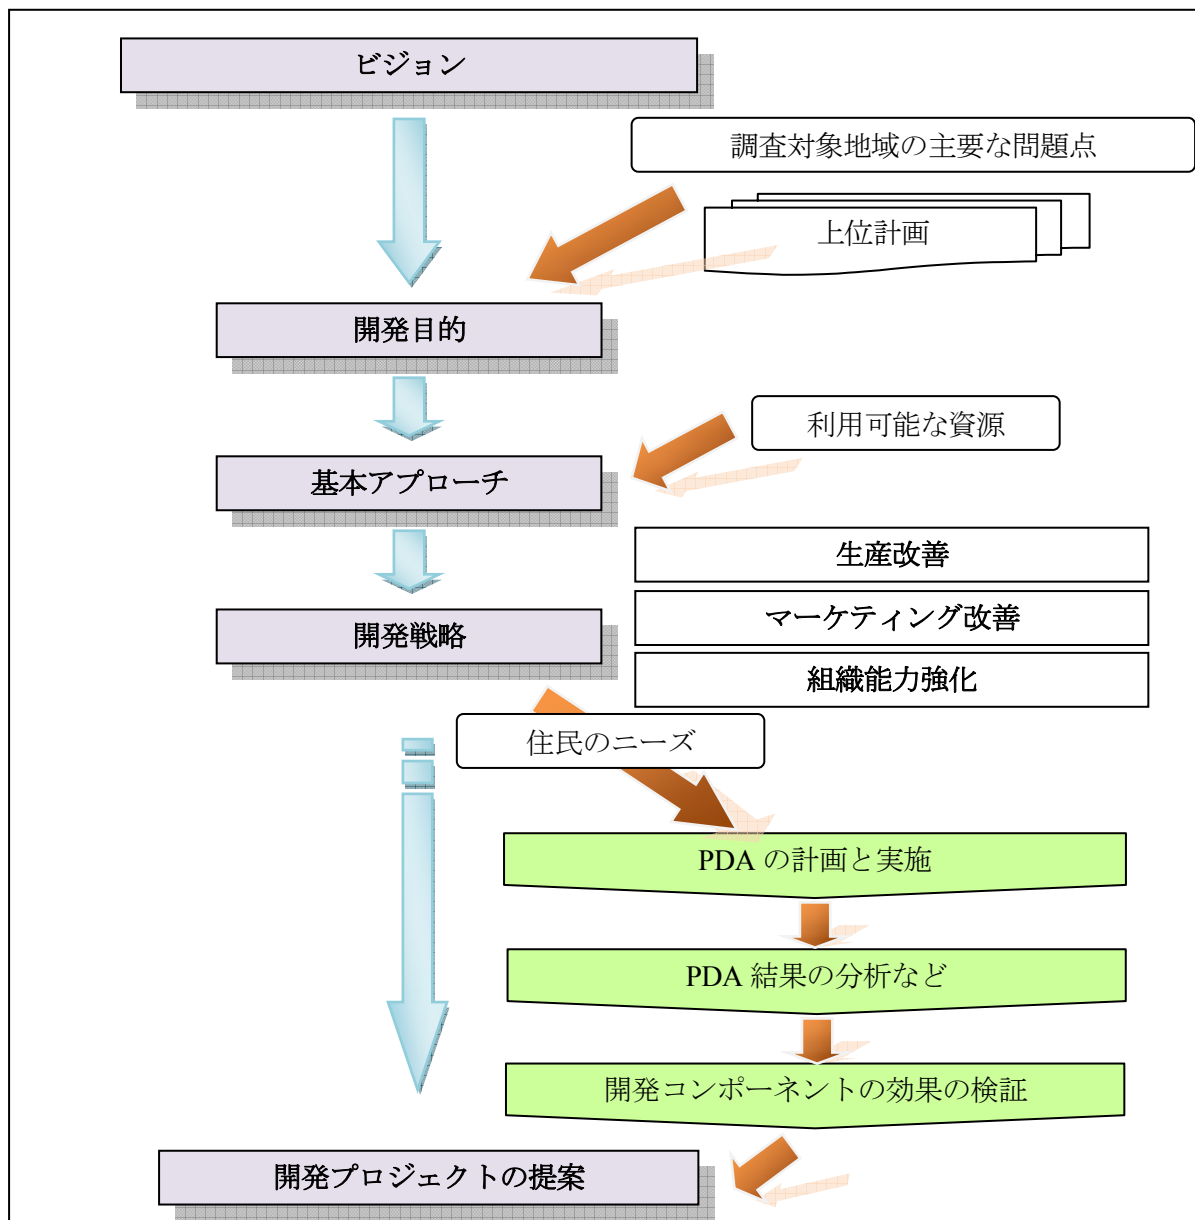 ビジョン
調査対象地域の主要な問題点
上位計画
開発目的
利用可能な資源
基本アプローチ
生産改善
マーケティング改善
開発戦略
組織能力強化
住民のニーズ
PDA の計画と実施
PDA 結果の分析など
開発コンポーネントの効果の検証
開発プロジェクトの提案